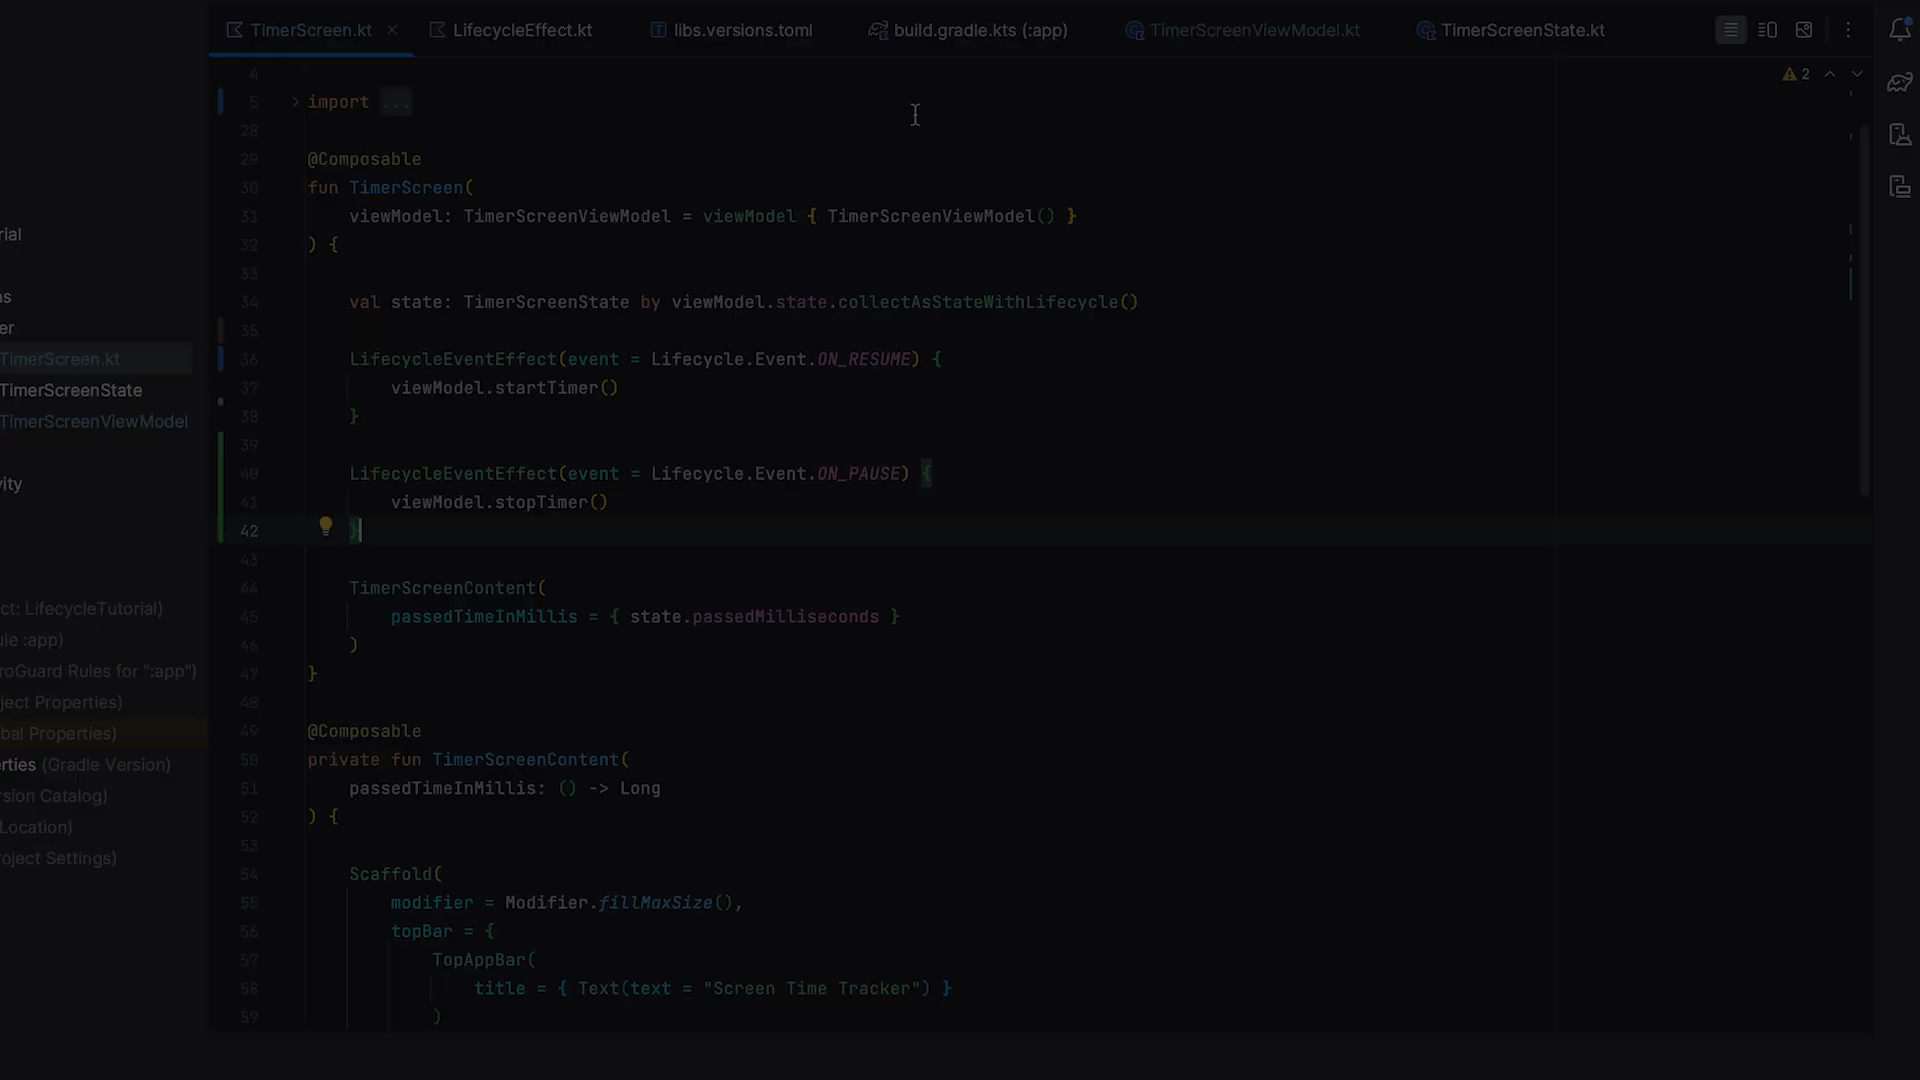 TimerScreen.kt LifecycleEffect.kt libs.versions.toml build.gradle.kts (:app) TimerScreenViewModel.kt TimerScreenState.kt
2
rial
ns
er
TimerScreen.kt
TimerScreenState
TimerScreenViewModel
vity
ct: LifecycleTutorial)
ule :app)
roGuard Rules for ":app")
ject Properties)
bal Properties)
erties (Gradle Version)
rsion Catalog)
Location)
roject Settings)
4
5 import ...
28
29 @Composable
30 fun TimerScreen(
31 viewModel: TimerScreenViewModel = viewModel { TimerScreenViewModel() }
32 ) {
33
34 val state: TimerScreenState by viewModel.state.collectAsStateWithLifecycle()
35
36 LifecycleEventEffect(event = Lifecycle.Event.ON_RESUME) {
37 viewModel.startTimer()
38 }
39
40 LifecycleEventEffect(event = Lifecycle.Event.ON_PAUSE) {
41 viewModel.stopTimer()
42 }
43
44 TimerScreenContent(
45 passedTimeInMillis = { state.passedMilliseconds }
46 )
47 }
48
49 @Composable
50 private fun TimerScreenContent(
51 passedTimeInMillis: () -> Long
52 ) {
53
54 Scaffold(
55 modifier = Modifier.fillMaxSize(),
56 topBar = {
57 TopAppBar(
58 title = { Text(text = "Screen Time Tracker") }
59 )